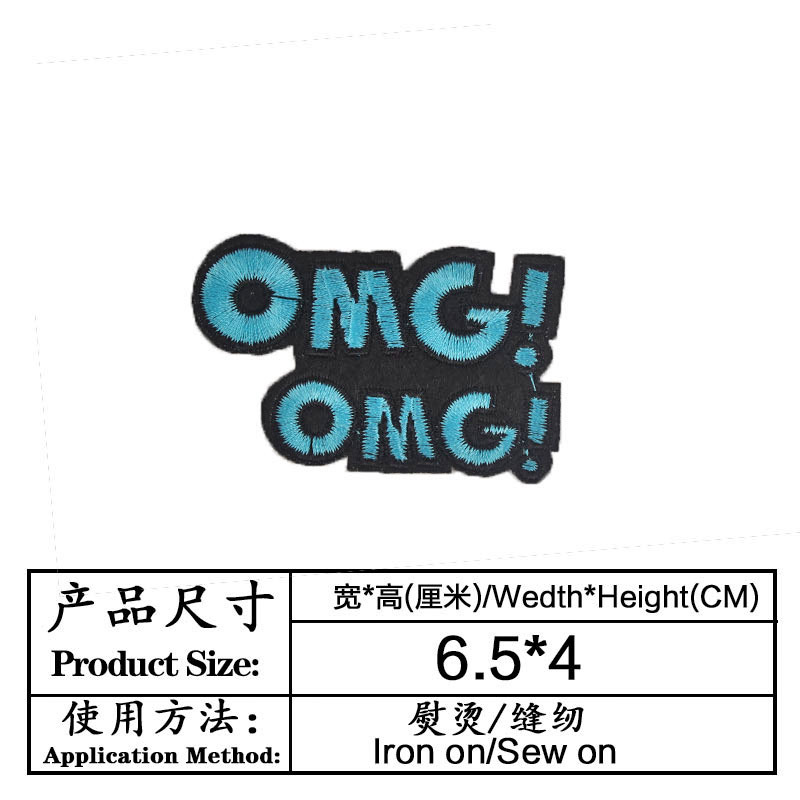 OMG!
OMG!
产品尺寸
Product Size:
宽*高(厘米)/Wedth*Height(CM)
6.5*4
使用方法:
Application Method:
熨烫/缝纫
Iron on/Sew on